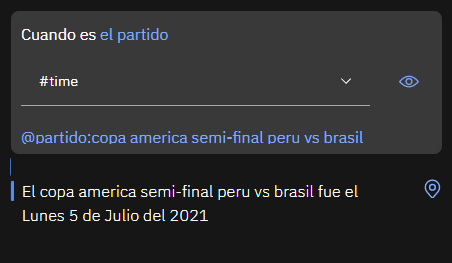 Cuando es el partido
#time
@partido:copa america semi-final peru vs brasil
El copa america semi-final peru vs brasil fue el
Lunes 5 de Julio del 2021